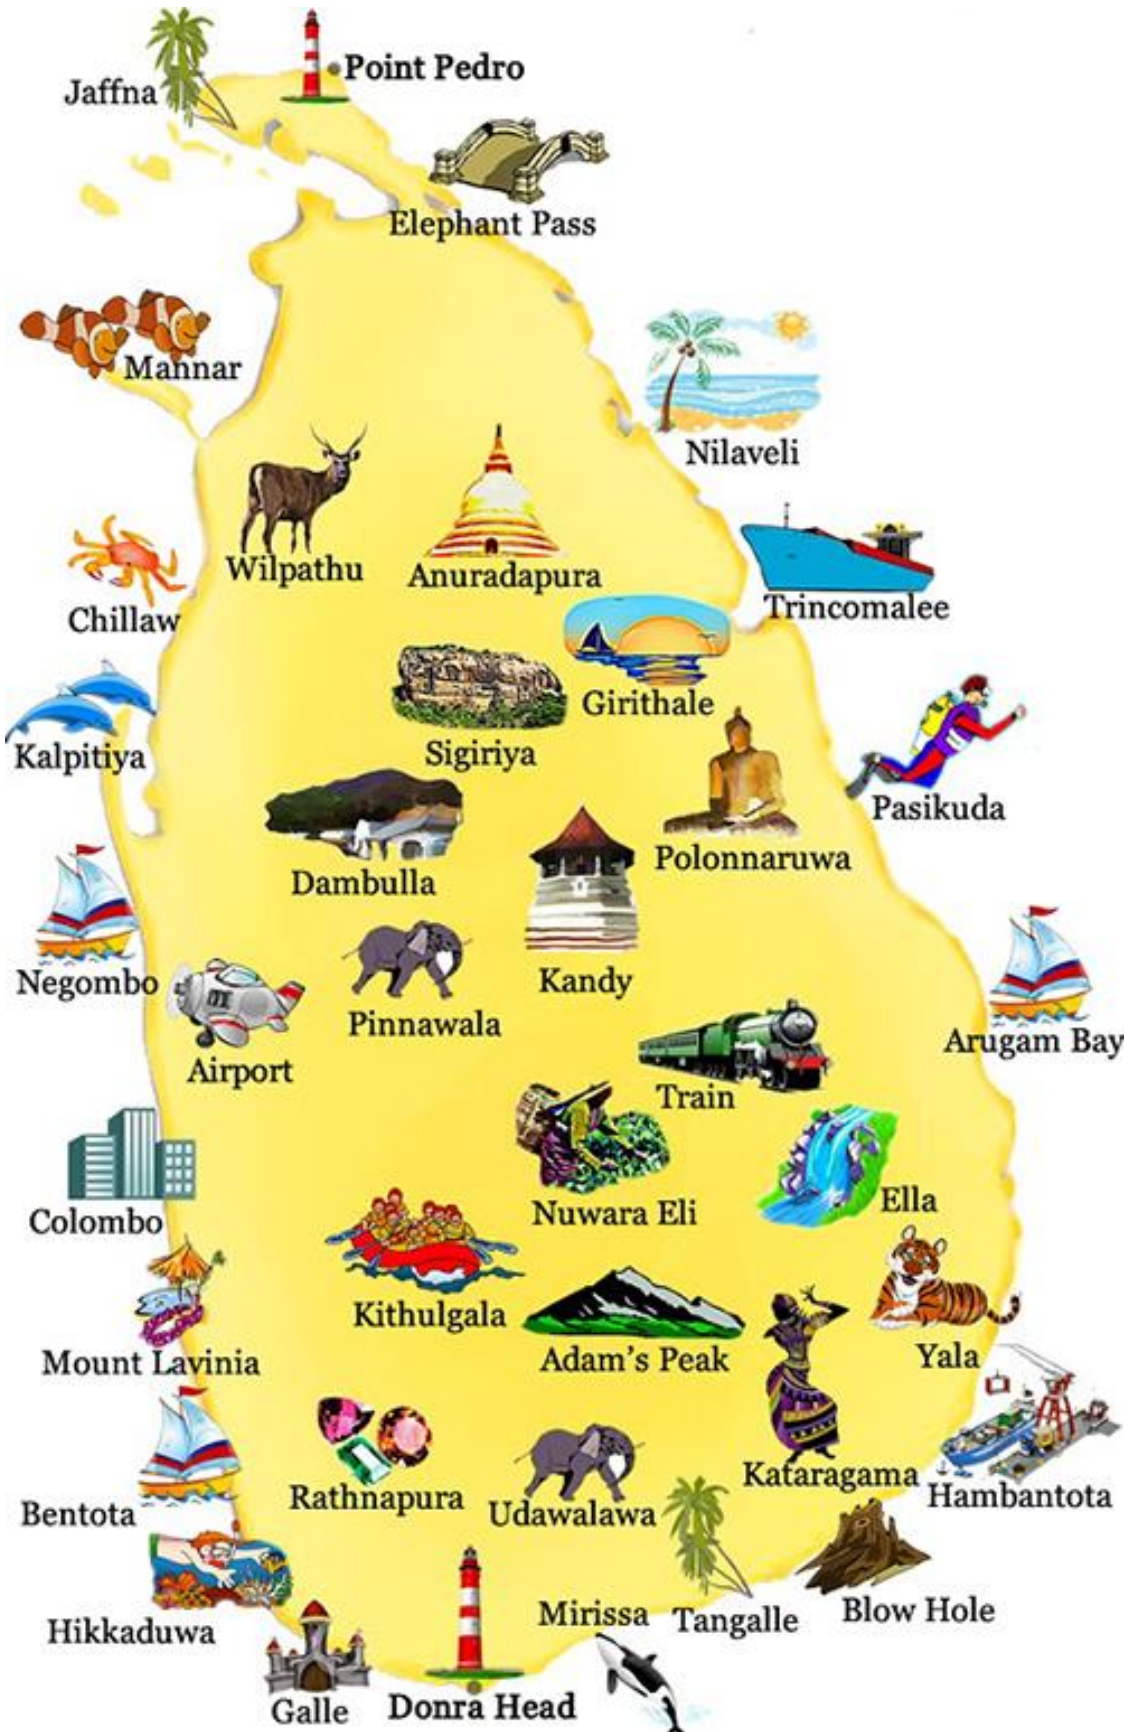 Point Pedro
Jaffna
Elephant Pass
Mannar
Nilaveli
Wilpathu
Anuradapura
Trincomalee
Chillaw
Girithale
Sigiriya
Kalpitiya
Pasikuda
Polonnaruwa
Dambulla
Negombo
Kandy
Pinnawala
Arugam Bay
Airport
Train
Ella
Nuwara Eli
Colombo
Kithulgala
Adam's Peak
Yala
Mount Lavinia
Kataragama
Hambantota
Rathnapura
Udawalawa
Bentota
Blow Hole
Mirissa
Tangalle
Hikkaduwa
Galle
Donra Head